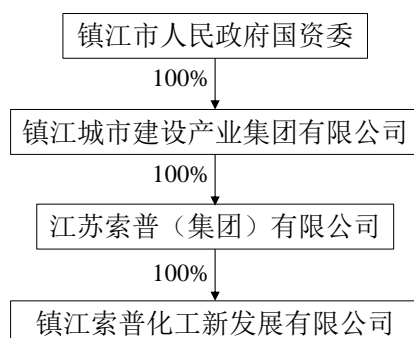 镇江市人民政府国资委
100%
镇江城市建设产业集团有限公司
100%
江苏索普（集团）有限公司
100%
镇江索普化工新发展有限公司